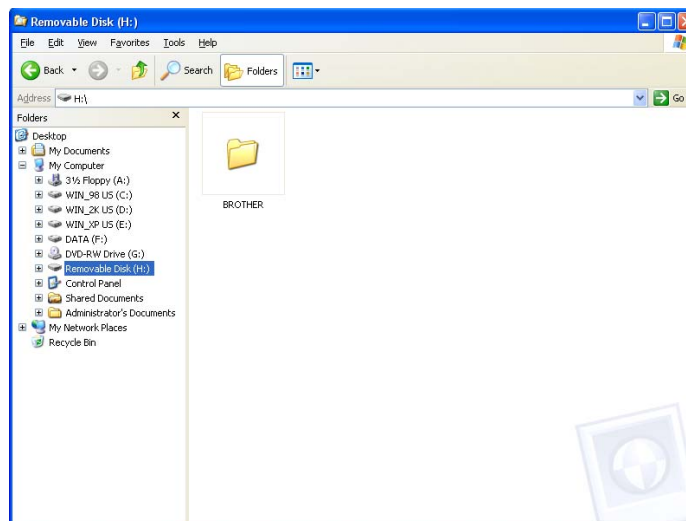 Removable Disk (H:)
File Edit View Favorites Tools Help
Back Search Folders
Address H:\ Go
Folders X
Desktop
My Documents
My Computer
3½ Floppy (A:)
WIN_98 US (C:)
WIN_2K US (D:)
WIN_XP US (E:)
DATA (F:)
DVD-RW Drive (G:)
Removable Disk (H:)
Control Panel
Shared Documents
Administrator's Documents
My Network Places
Recycle Bin
BROTHER